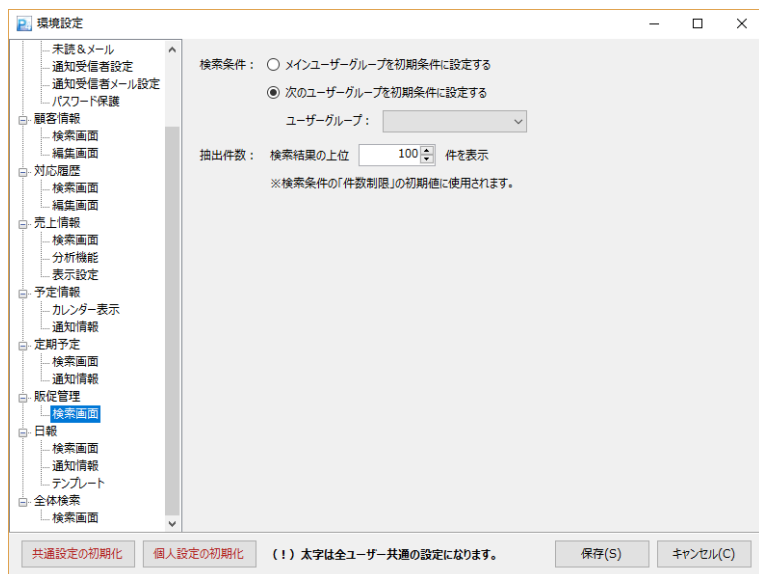 環境設定
未読&メール
通知受信者設定
通知受信者メール設定
パスワード保護
顧客情報
検索画面
編集画面
対応履歴
検索画面
編集画面
売上情報
検索画面
分析機能
表示設定
予定情報
カレンダー表示
通知情報
定期予定
検索画面
通知情報
販促管理
検索画面
日報
検索画面
通知情報
テンプレート
全体検索
検索画面
検索条件: メインユーザーグループを初期条件に設定する
次のユーザーグループを初期条件に設定する
ユーザーグループ:
抽出件数: 検索結果の上位 100 件を表示
※検索条件の「件数制限」の初期値に使用されます。
共通設定の初期化 個人設定の初期化 (!)太字は全ユーザー共通の設定になります。 保存(S) キャンセル(C)